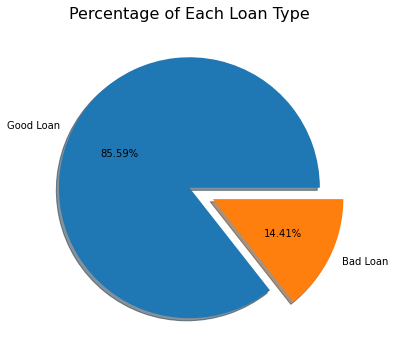 Percentage of Each Loan Type
Good Loan
85.59%
14.41%
Bad Loan